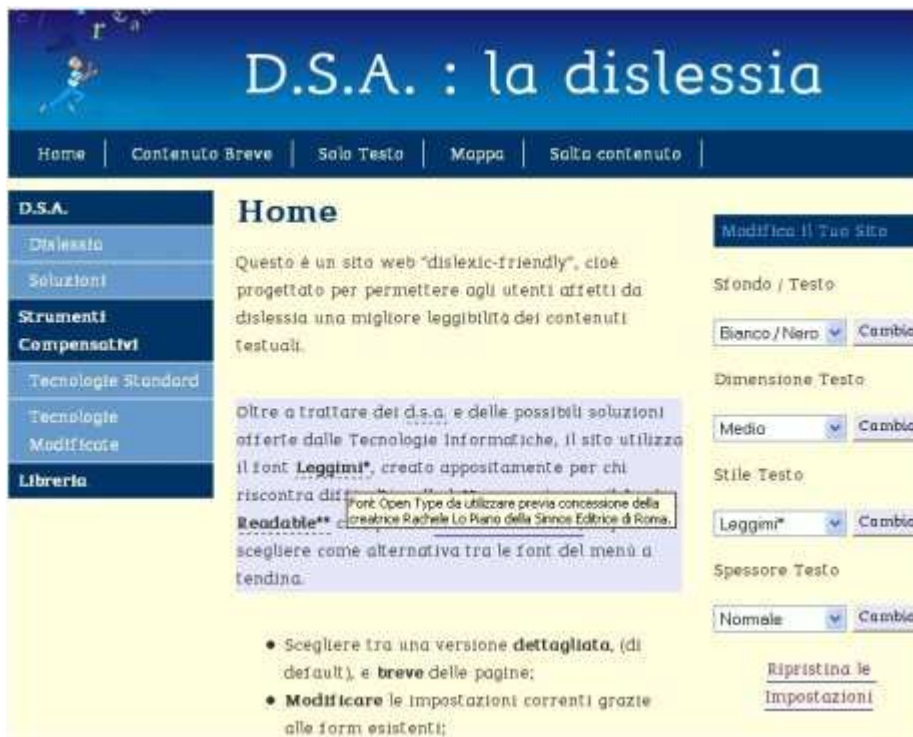 D.S.A. : la dislessia
Home
Contenuto Breve
Solo Testo
Mappa
Salta contenuto
D.S.A.
Dislessia
Soluzioni
Strumenti
Compensativi
Tecnologie Standard
Tecnologie
Modificate
Libreria
Home
Questo è un sito web "dislexic-friendly", cioè
progettato per permettere agli utenti affetti da
dislessia una migliore leggibilità dei contenuti
testuali.
Oltre a trattare dei d.s.a. e delle possibili soluzioni
offerte dalle Tecnologie Informatiche, il sito utilizza
il font Leggimi*, creato appositamente per chi
riscontra
Font Open Type da utilizzare previa concessione della
creatrice Rachele Lo Piano della Sinnos Editrice di Roma.
Readable**
scegliere come alternativa tra le font del menù a
tendina.
Scegliere tra una versione dettagliata, (di
default), e breve delle pagine;
Modificare le impostazioni correnti grazie
alle form esistenti;
Modifica il Tuo Sito
Sfondo / Testo
Bianco / Nero
Dimensione Testo
Medio
Stile Testo
Leggimi*
Spessore Testo
Normale
Ripristina le
Impostazioni